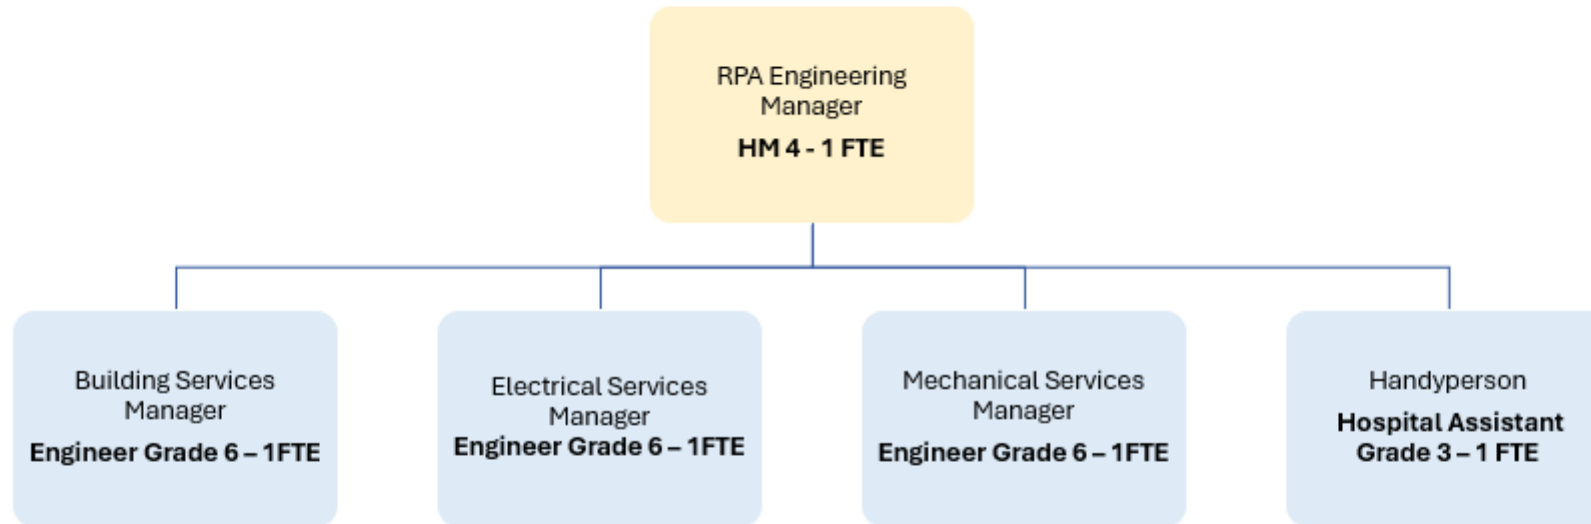 RPA Engineering
Manager
HM 4 - 1 FTE
Building Services
Manager
Engineer Grade 6 – 1FTE
Electrical Services
Manager
Engineer Grade 6 – 1FTE
Mechanical Services
Manager
Engineer Grade 6 – 1FTE
Handyperson
Hospital Assistant
Grade 3 – 1 FTE